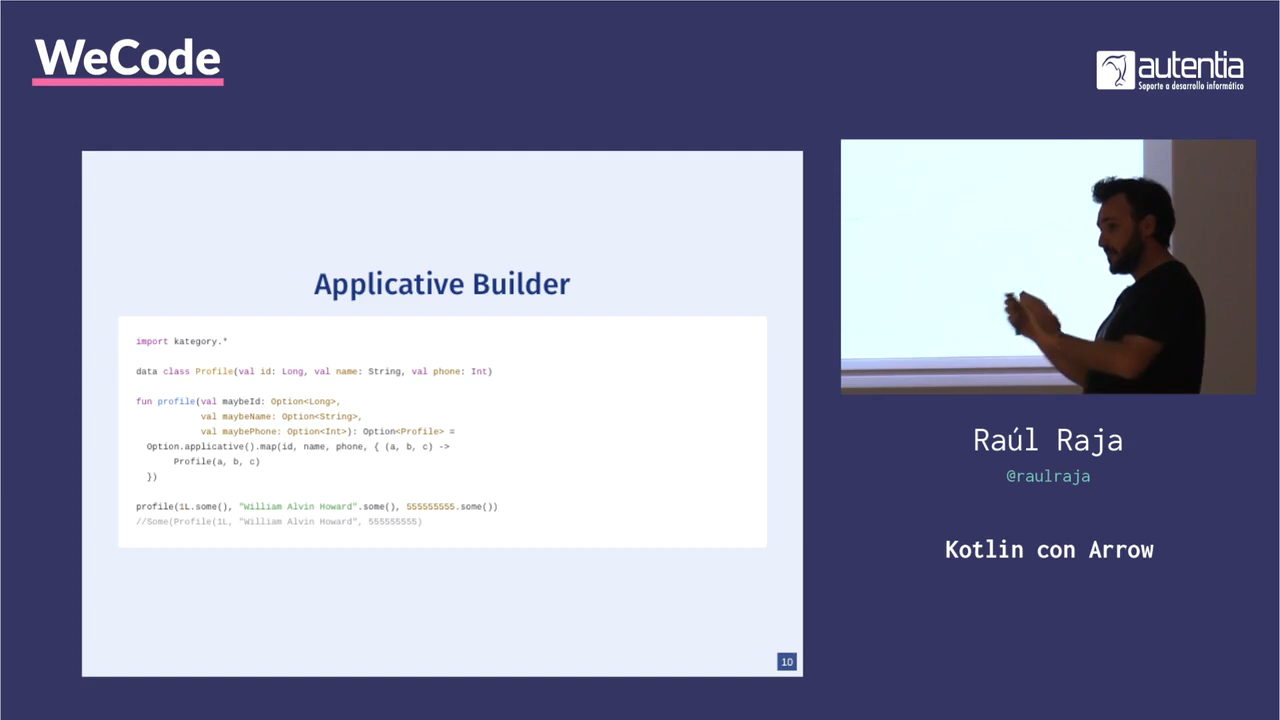 WeCode
autentia
Soporte a desarrollo informático
Applicative Builder
import kategory.*
data class Profile(val id: Long, val name: String, val phone: Int)
fun profile(val maybeId: Option<Long>,
val maybeName: Option<String>,
val maybePhone: Option<Int>): Option<Profile> =
Option.applicative().map(id, name, phone, { (a, b, c) ->
Profile(a, b, c)
})
profile(1L.some(), "William Alvin Howard".some(), 555555555.some())
//Some(Profile(1L, "William Alvin Howard", 555555555)
10
Raúl Raja
@raulraja
Kotlin con Arrow